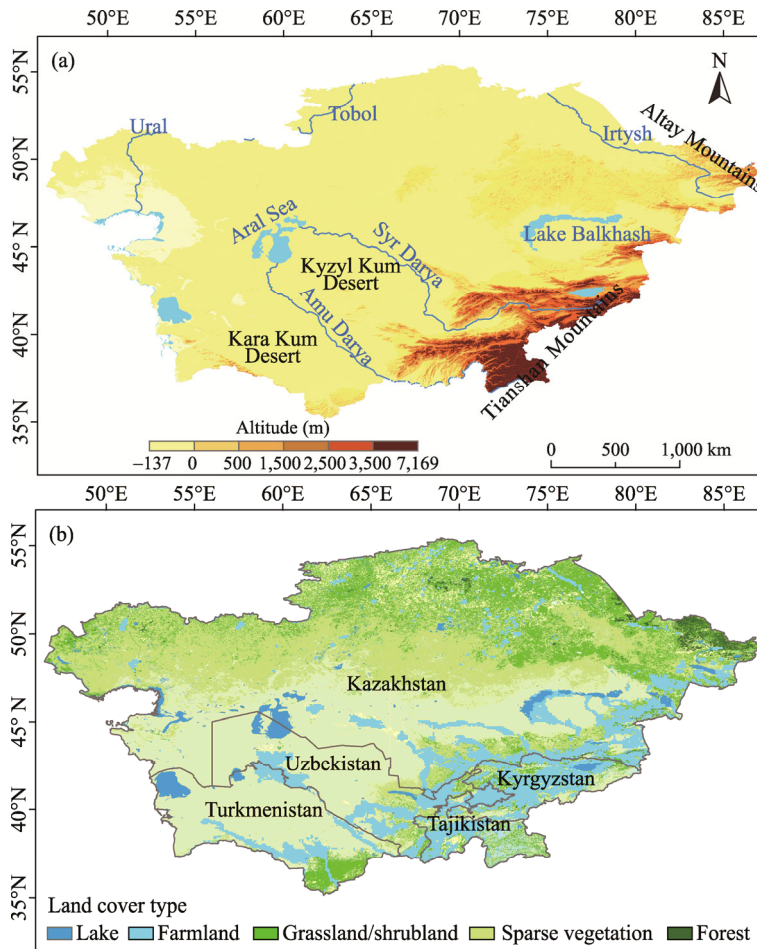 50°E 55°E 60°E 65°E 70°E 75°E 80°E 85°E
(a)
N
55°N
50°N
45°N
40°N
35°N
Ural
Tobol
Irtysh
Altay Mountains
Aral Sea
Syr Darya
Lake Balkhash
Kyzyl Kum
Desert
Amu Darya
Kara Kum
Desert
Tianshan Mountains
Altitude (m)
−137 0 500 1,500 2,500 3,500 7,169
0 500 1,000 km
50°E 55°E 60°E 65°E 70°E 75°E 80°E 85°E
(b)
55°N
50°N
45°N
40°N
35°N
Kazakhstan
Uzbckistan
Kyrgyzstan
Turkmenistan
Tajikistan
Land cover type
Lake Farmland Grassland/shrubland Sparse vegetation Forest